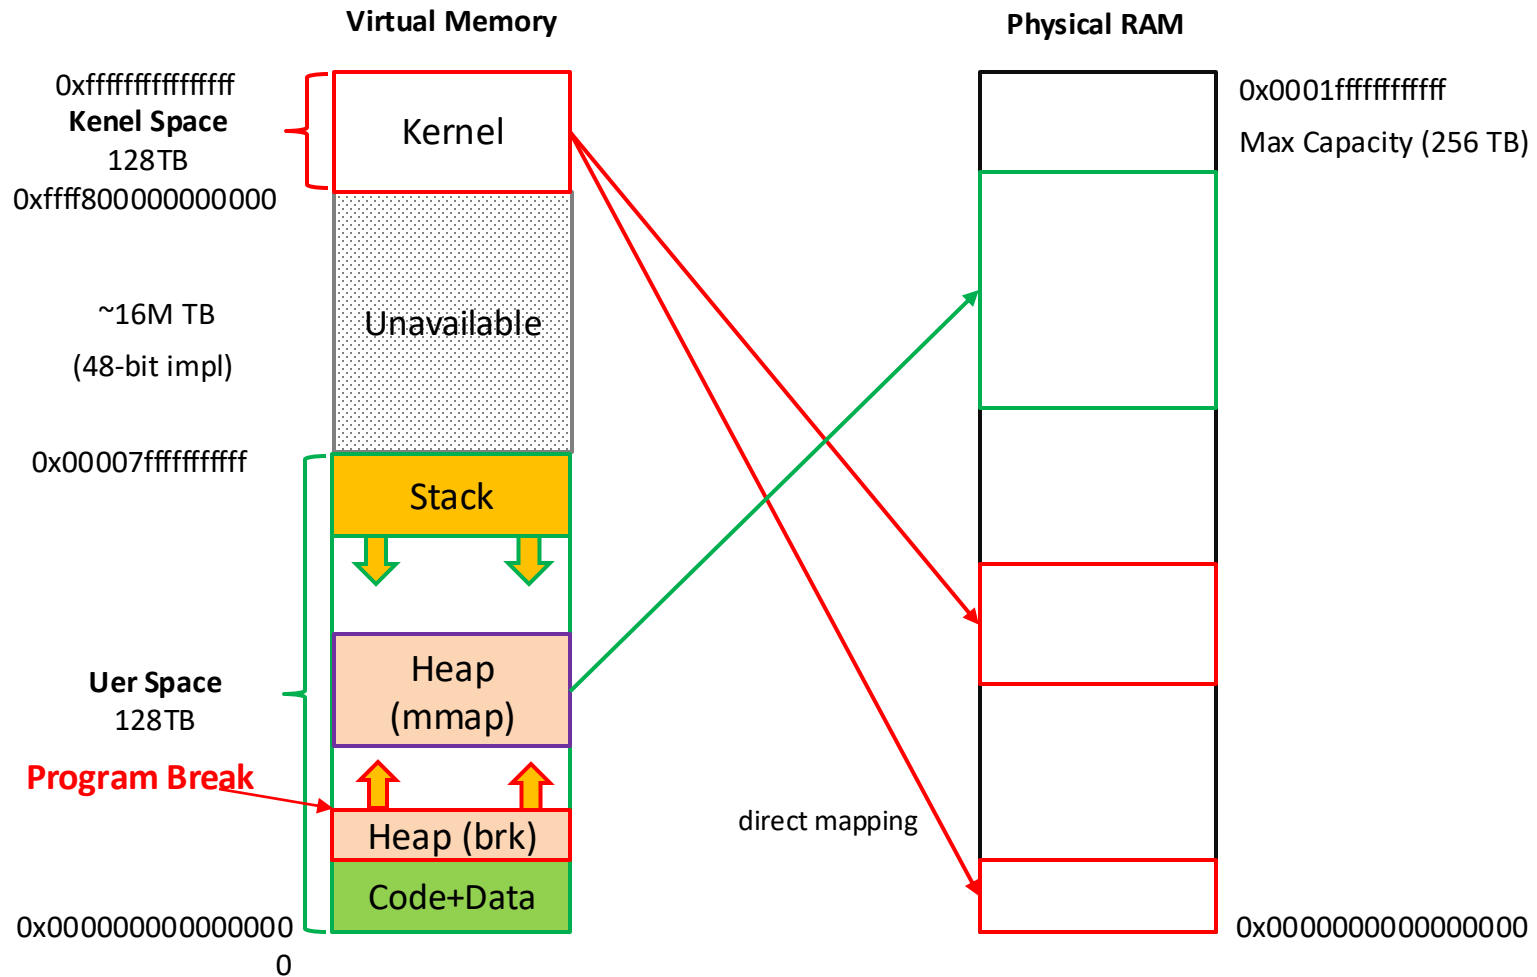 Virtual Memory
Physical RAM
0xffffffffffffffff
Kenel Space
128TB
0xffff800000000000
Kernel
0x0001ffffffffffff
Max Capacity (256 TB)
~16M TB
(48-bit impl)
Unavailable
0x00007fffffffffff
Stack
Heap
(mmap)
Uer Space
128TB
Program Break
Heap (brk)
direct mapping
Code+Data
0x000000000000000
0
0x0000000000000000